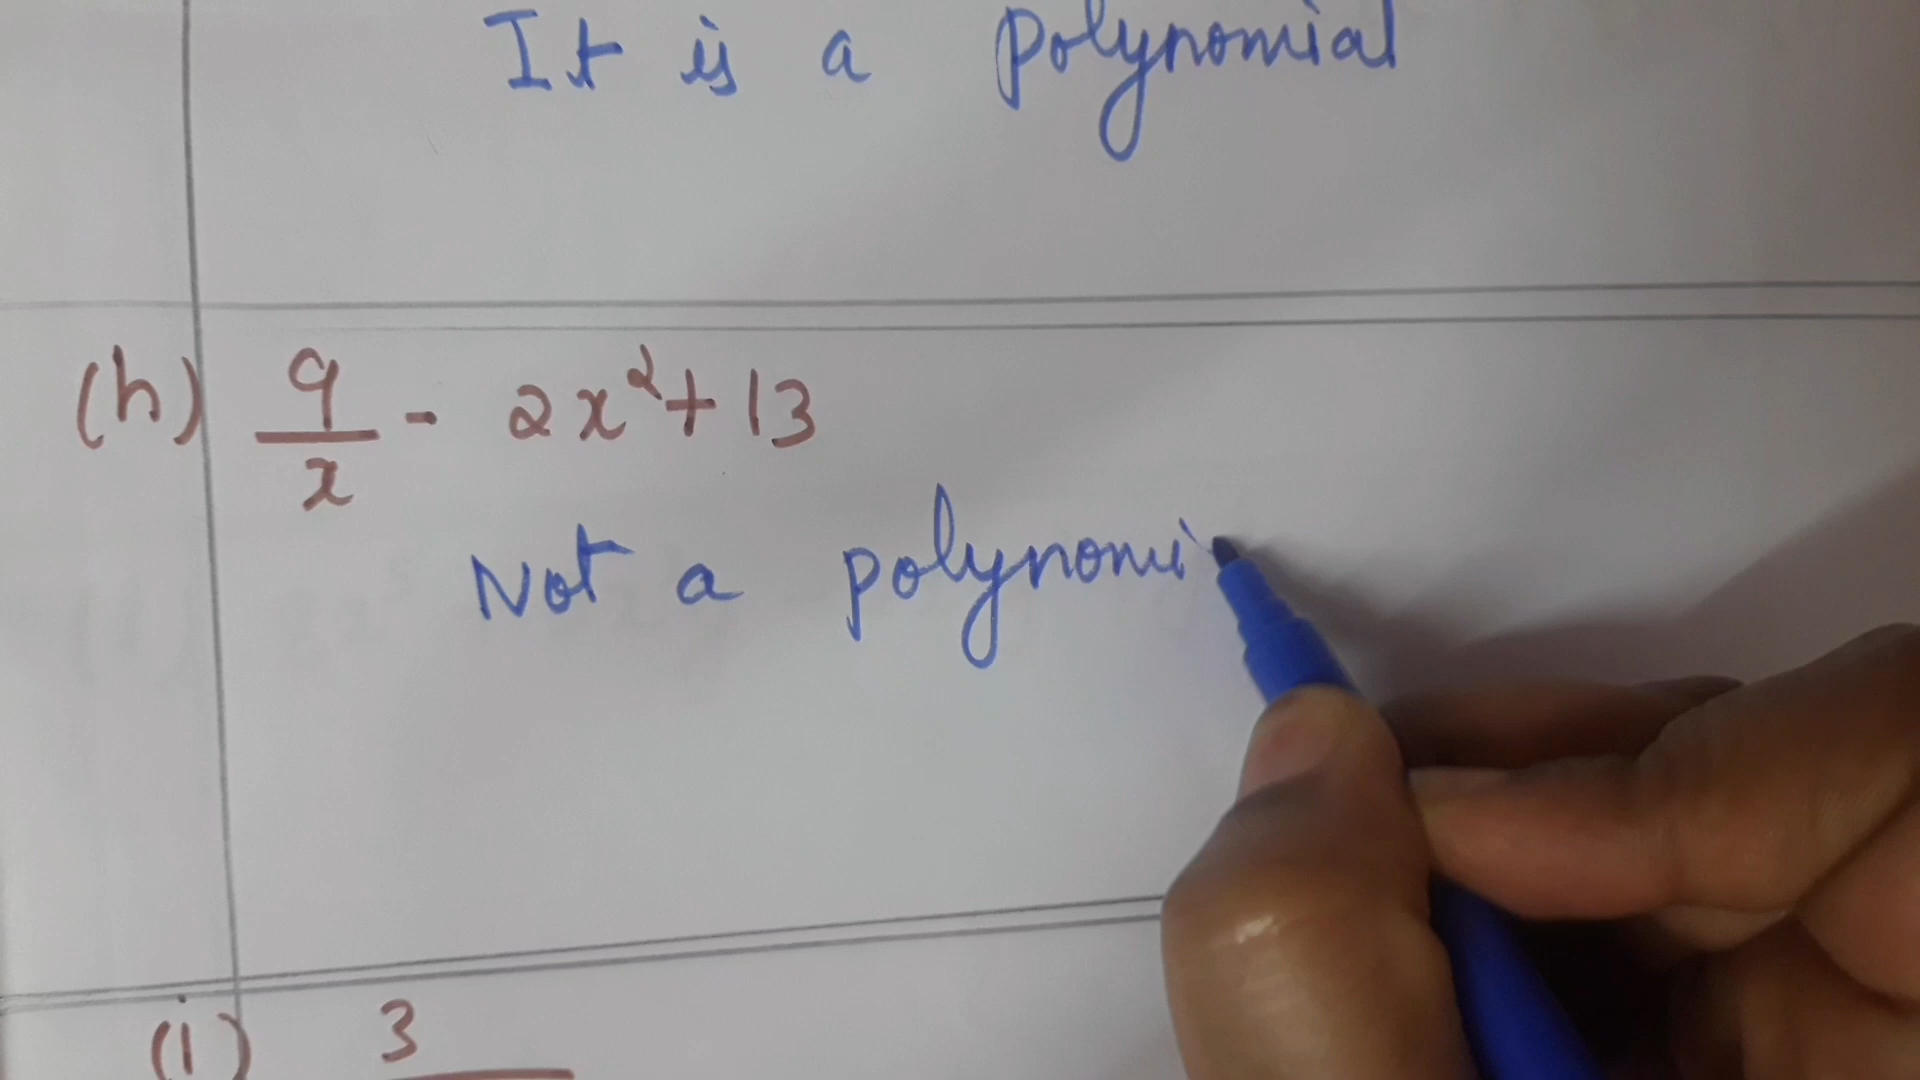 It is a polynomial
(h) 9/x - 2x² + 13
Not a polynomi
(i) 3